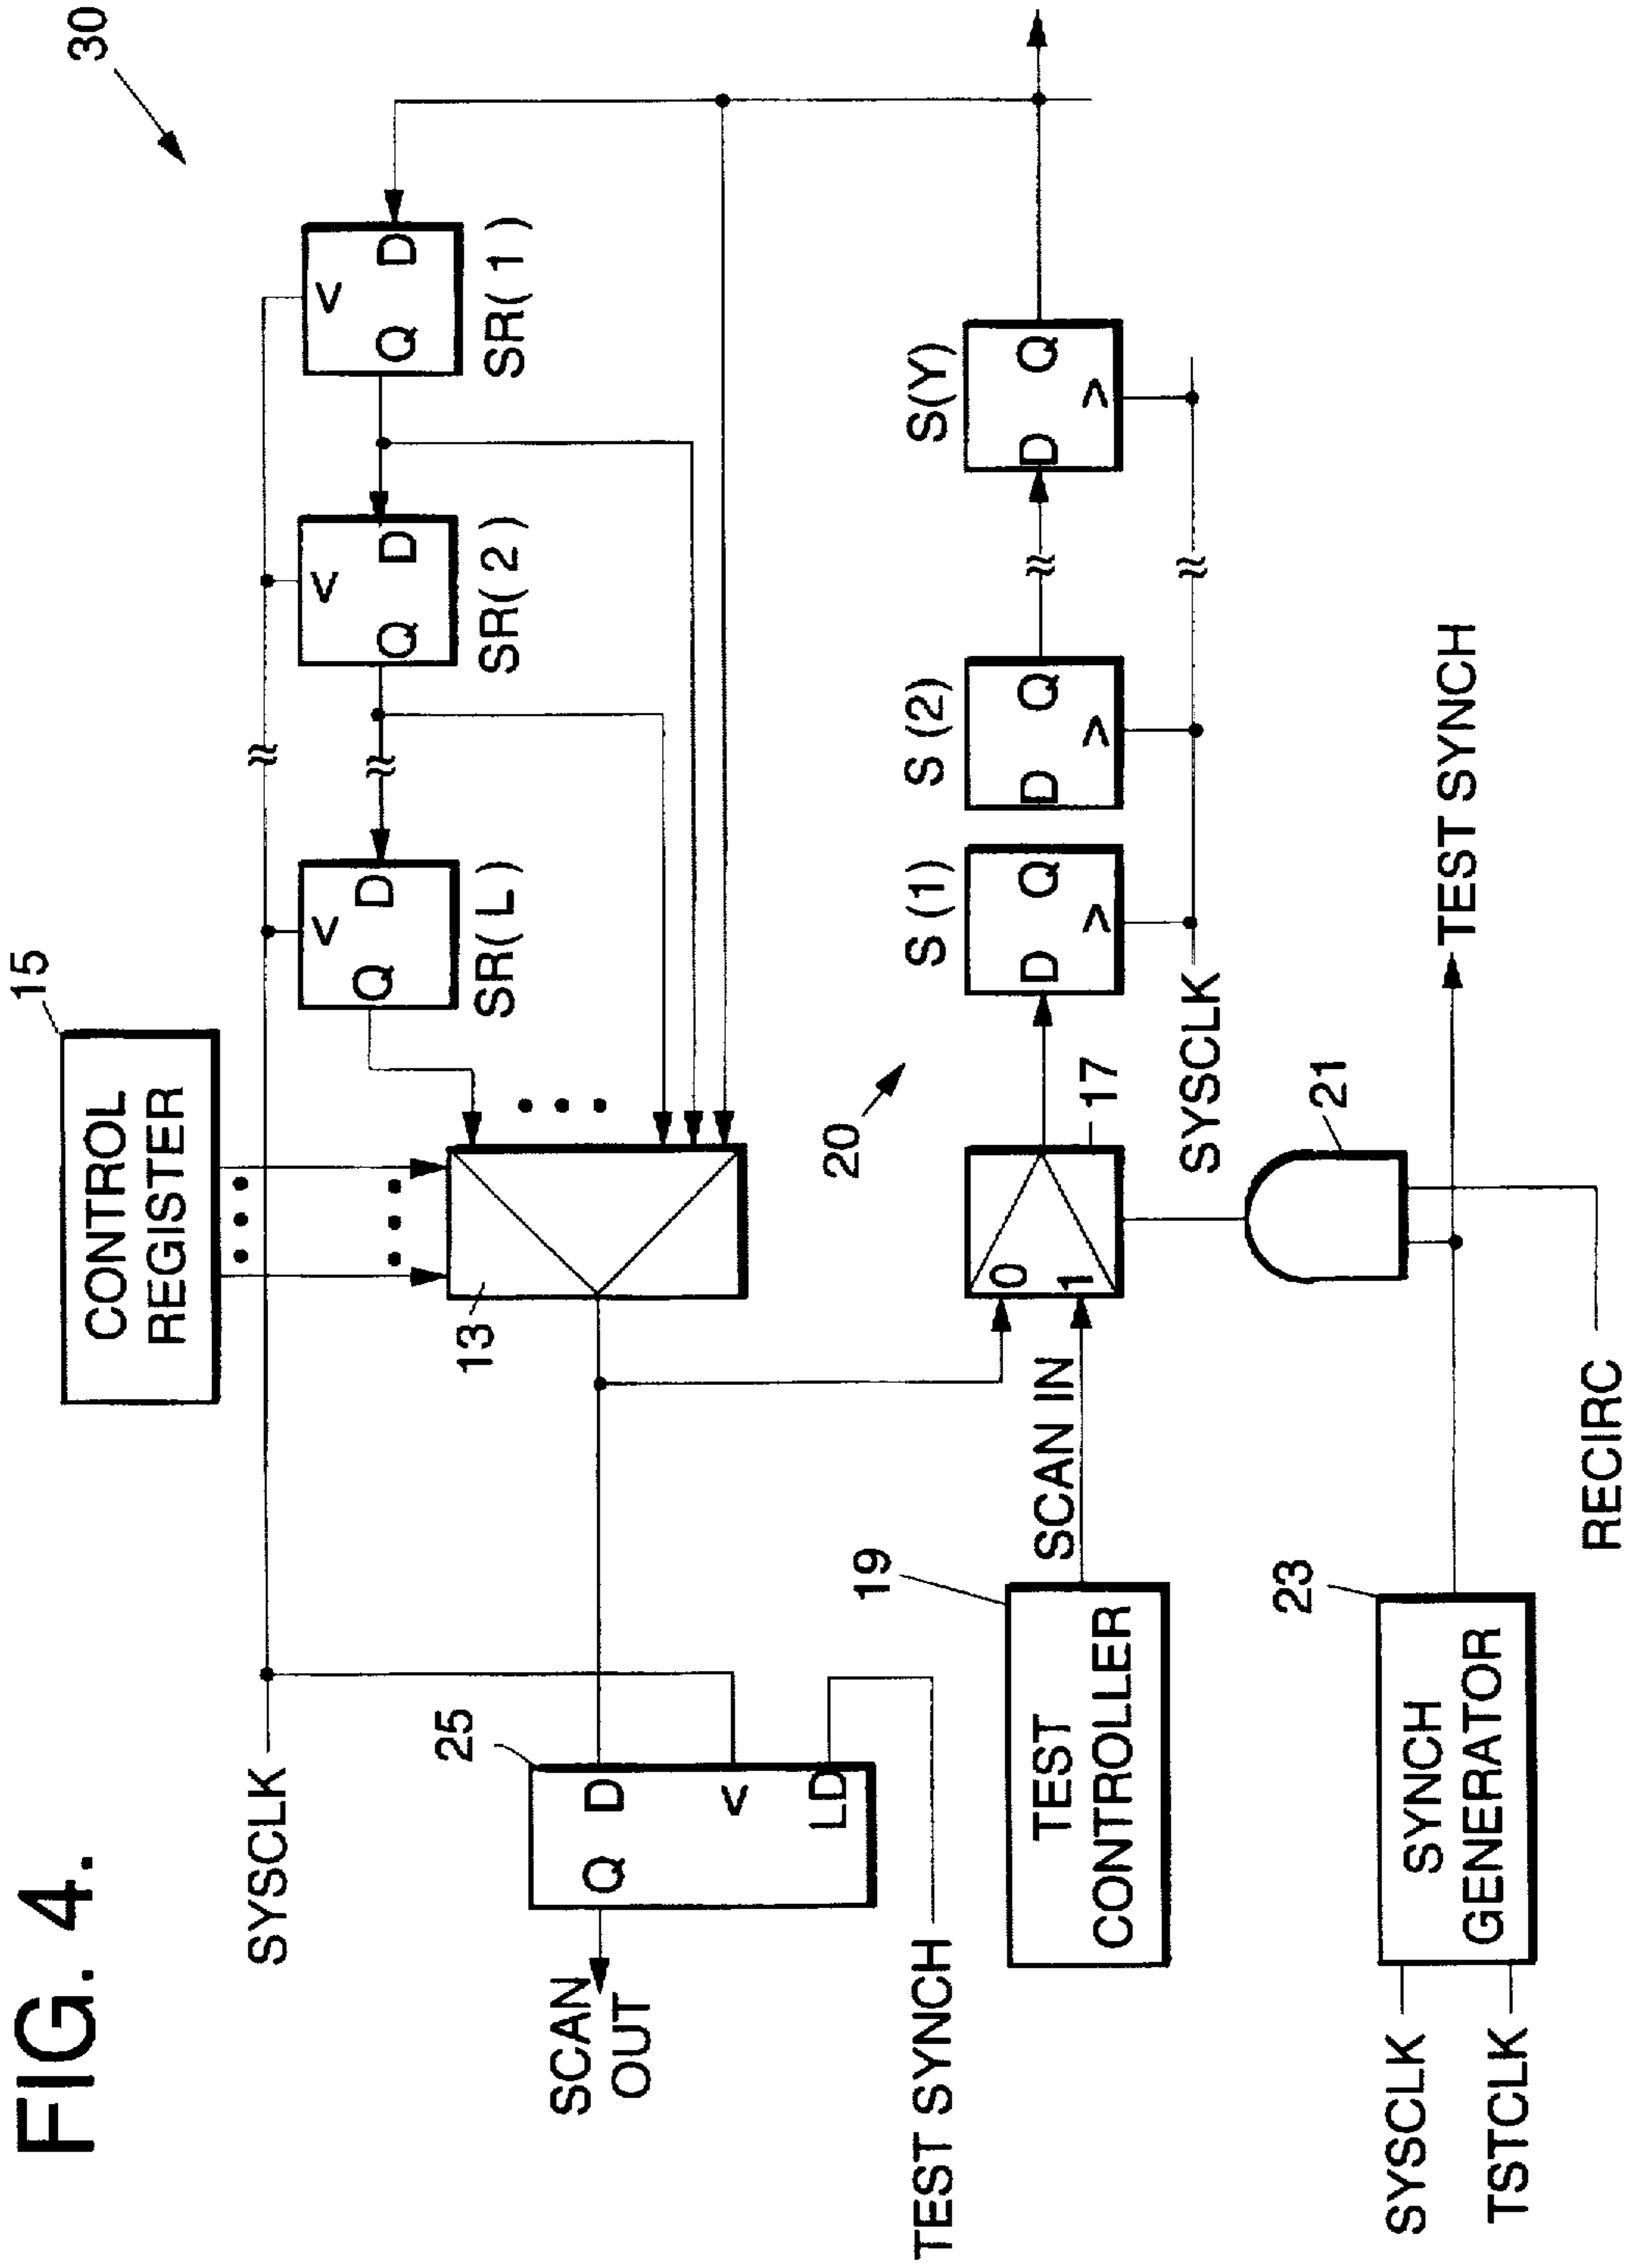 FIG. 4.
30
SYSCLK
CONTROL
REGISTER
15
V
Q
D
SR(L)
V
Q
D
SR(2)
V
Q
D
SR(1)
13
25
Q
D
V
LD
SCAN
OUT
TEST SYNCH
20
19
TEST
CONTROLLER
SCAN IN
0
1
17
S (1)
D
Q
>
S (2)
D
Q
>
S(Y)
D
Q
>
SYSCLK
21
23
SYNCH
GENERATOR
SYSCLK
TSTCLK
RECIRC
TEST SYNCH